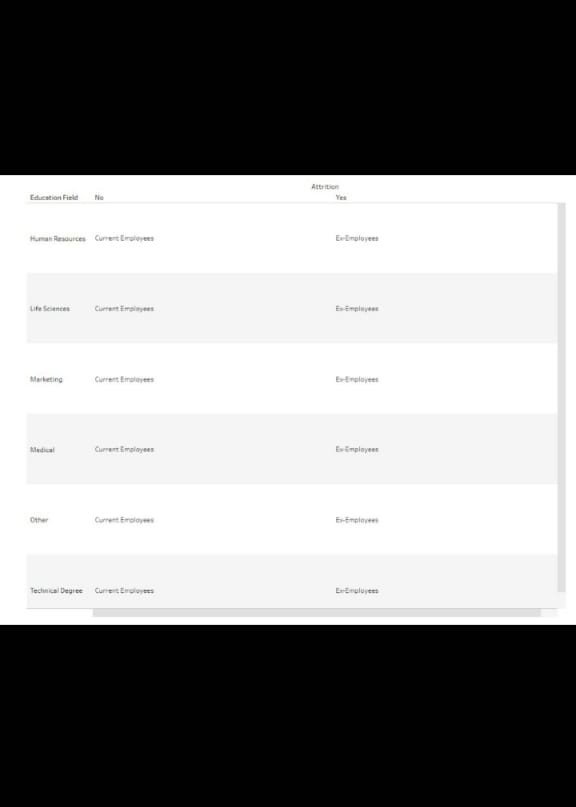 Attrition
Education Field No Yes
Human Resources Current Employees Ex-Employees
Life Sciences Current Employees Ex-Employees
Marketing Current Employees Ex-Employees
Medical Current Employees Ex-Employees
Other Current Employees Ex-Employees
Technical Degree Current Employees Ex-Employees